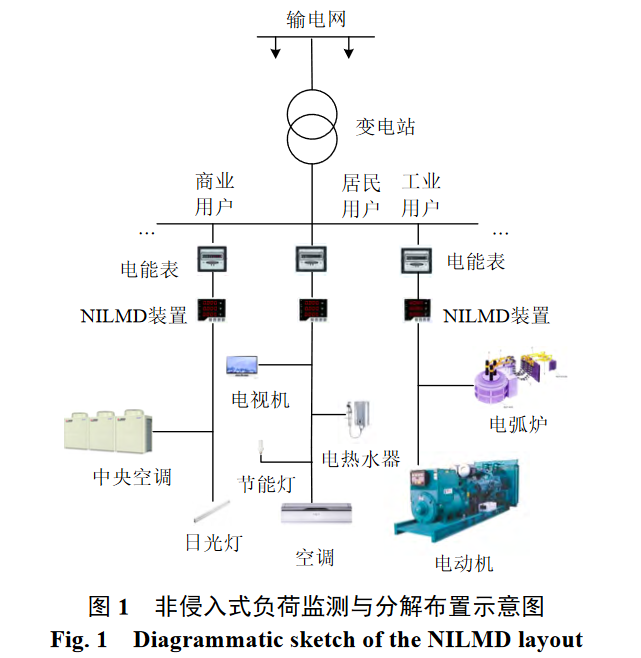 输电网
变电站
商业
用户
居民
用户
工业
用户
...
...
电能表
电能表
NILMD装置
NILMD装置
电视机
电弧炉
中央空调
电热水器
节能灯
日光灯
空调
电动机
图 1 非侵入式负荷监测与分解布置示意图
Fig. 1 Diagrammatic sketch of the NILMD layout